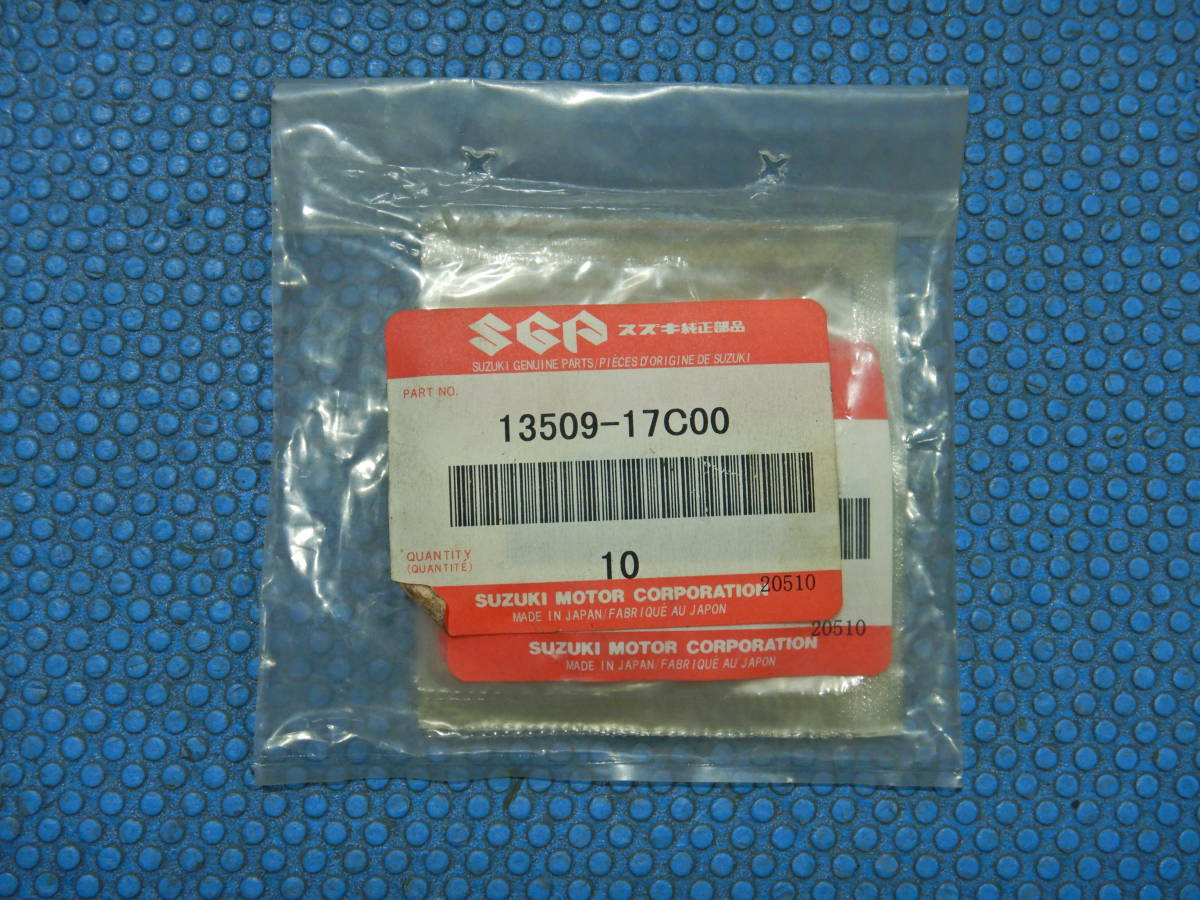 SGP スズキ純正部品
SUZUKI GENUINE PARTS/PIÈCES D'ORIGINE DE SUZUKI
PART NO.
13509-17C00
QUANTITY
(QUANTITÉ)
10
20510
SUZUKI MOTOR CORPORATION
MADE IN JAPAN/FABRIQUÉ AU JAPON
20510
SUZUKI MOTOR CORPORATION
MADE IN JAPAN/FABRIQUÉ AU JAPON